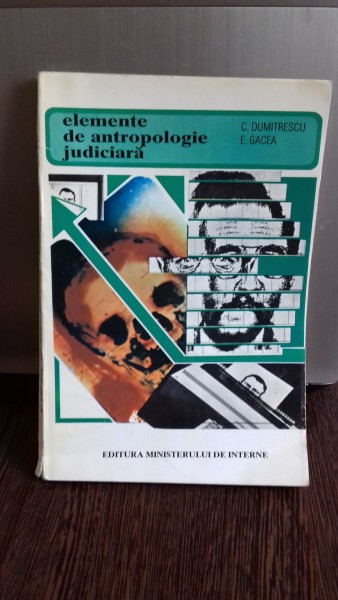 elemente
de antropologie
judiciară
C. DUMITRESCU
E. GACEA
EDITURA MINISTERULUI DE INTERNE